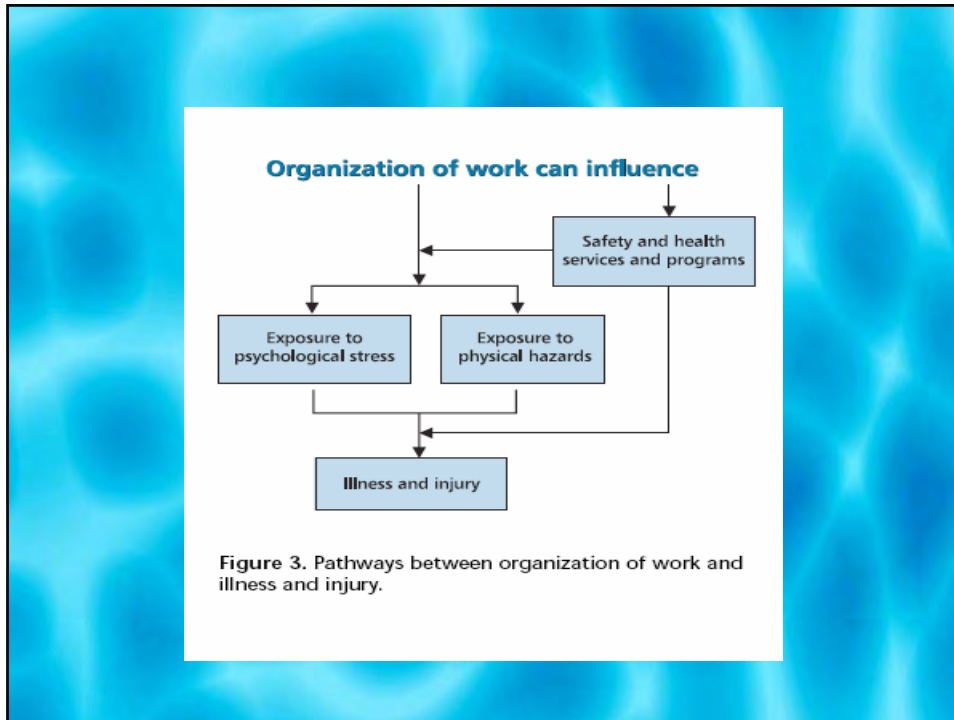 Organization of work can influence
Safety and health
services and programs
Exposure to
psychological stress
Exposure to
physical hazards
Illness and injury
Figure 3. Pathways between organization of work and
illness and injury.